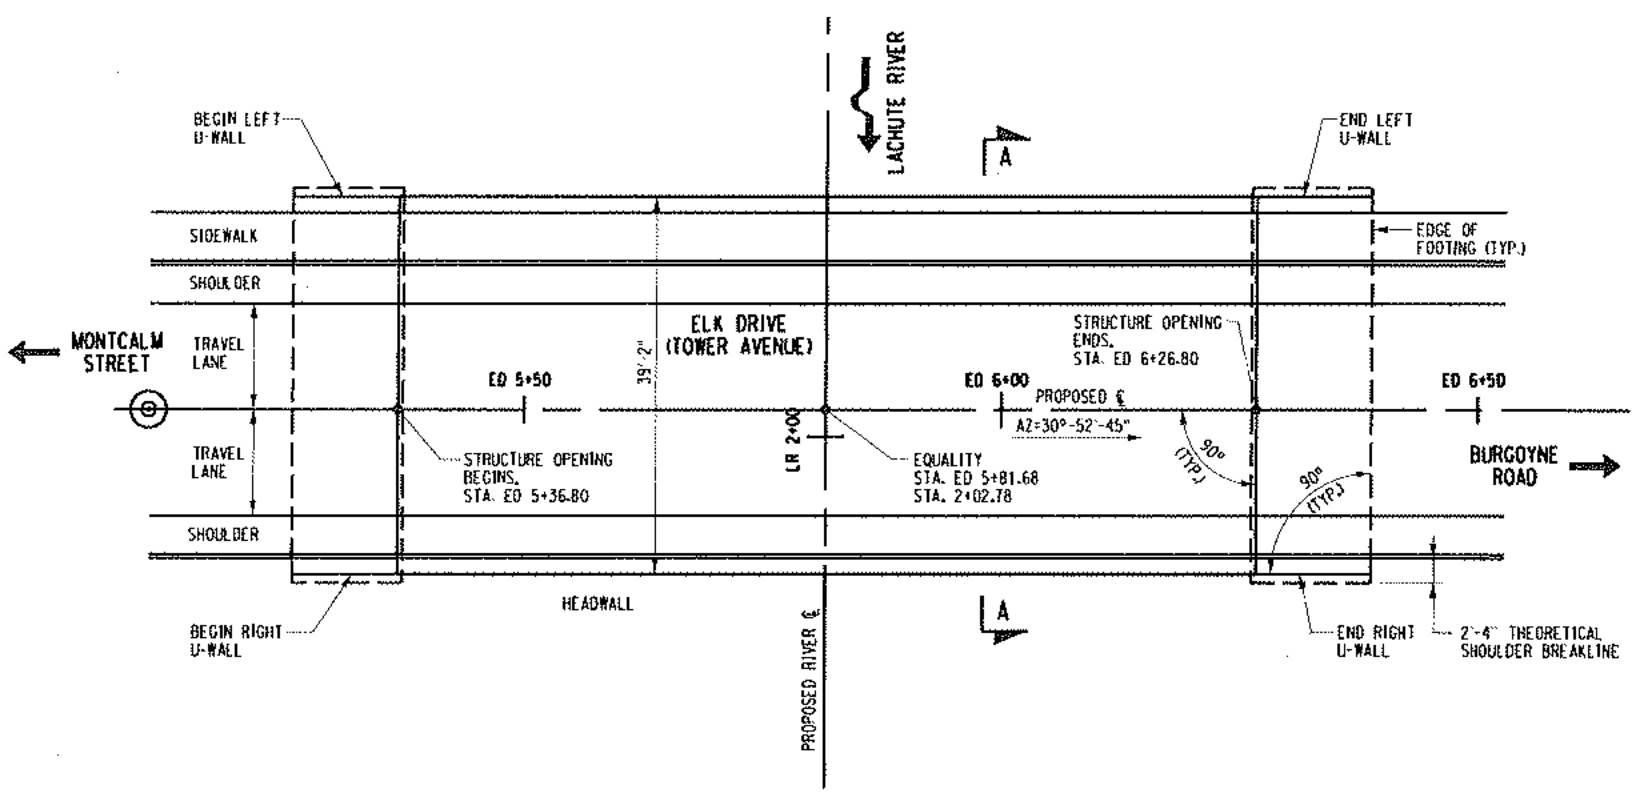 LACHUTE RIVER
BEGIN LEFT
U-WALL
A
END LEFT
U-WALL
SIDEWALK
EDGE OF
FOOTING (TYP.)
SHOULDER
MONTCALM
STREET
TRAVEL
LANE
39'-2"
ELK DRIVE
(TOWER AVENUE)
STRUCTURE OPENING
ENDS.
STA. ED 6+26.80
ED 5+50
ED 6+00
PROPOSED ℄
AZ=30°-52'-45"
ED 6+50
TRAVEL
LANE
STRUCTURE OPENING
BEGINS.
STA. ED 5+36.80
LR 2+00
EQUALITY
STA. ED 5+81.68
STA. 2+02.78
90°
(TYP.)
90°
(TYP.)
BURGOYNE
ROAD
SHOULDER
HEADWALL
A
BEGIN RIGHT
U-WALL
PROPOSED RIVER ℄
END RIGHT
U-WALL
2'-4" THEORETICAL
SHOULDER BREAKLINE